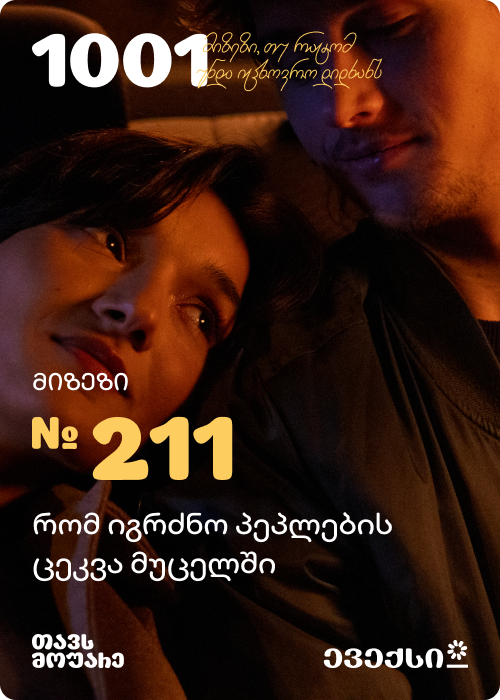 1001
მიზეზი, თუ რატომ
უნდა იცხოვრო დიდხანს
მიზეზი
№ 211
რომ იგრძნო პეპლების
ცეკვა მუცელში
თავს
მოუარე
ევექსი